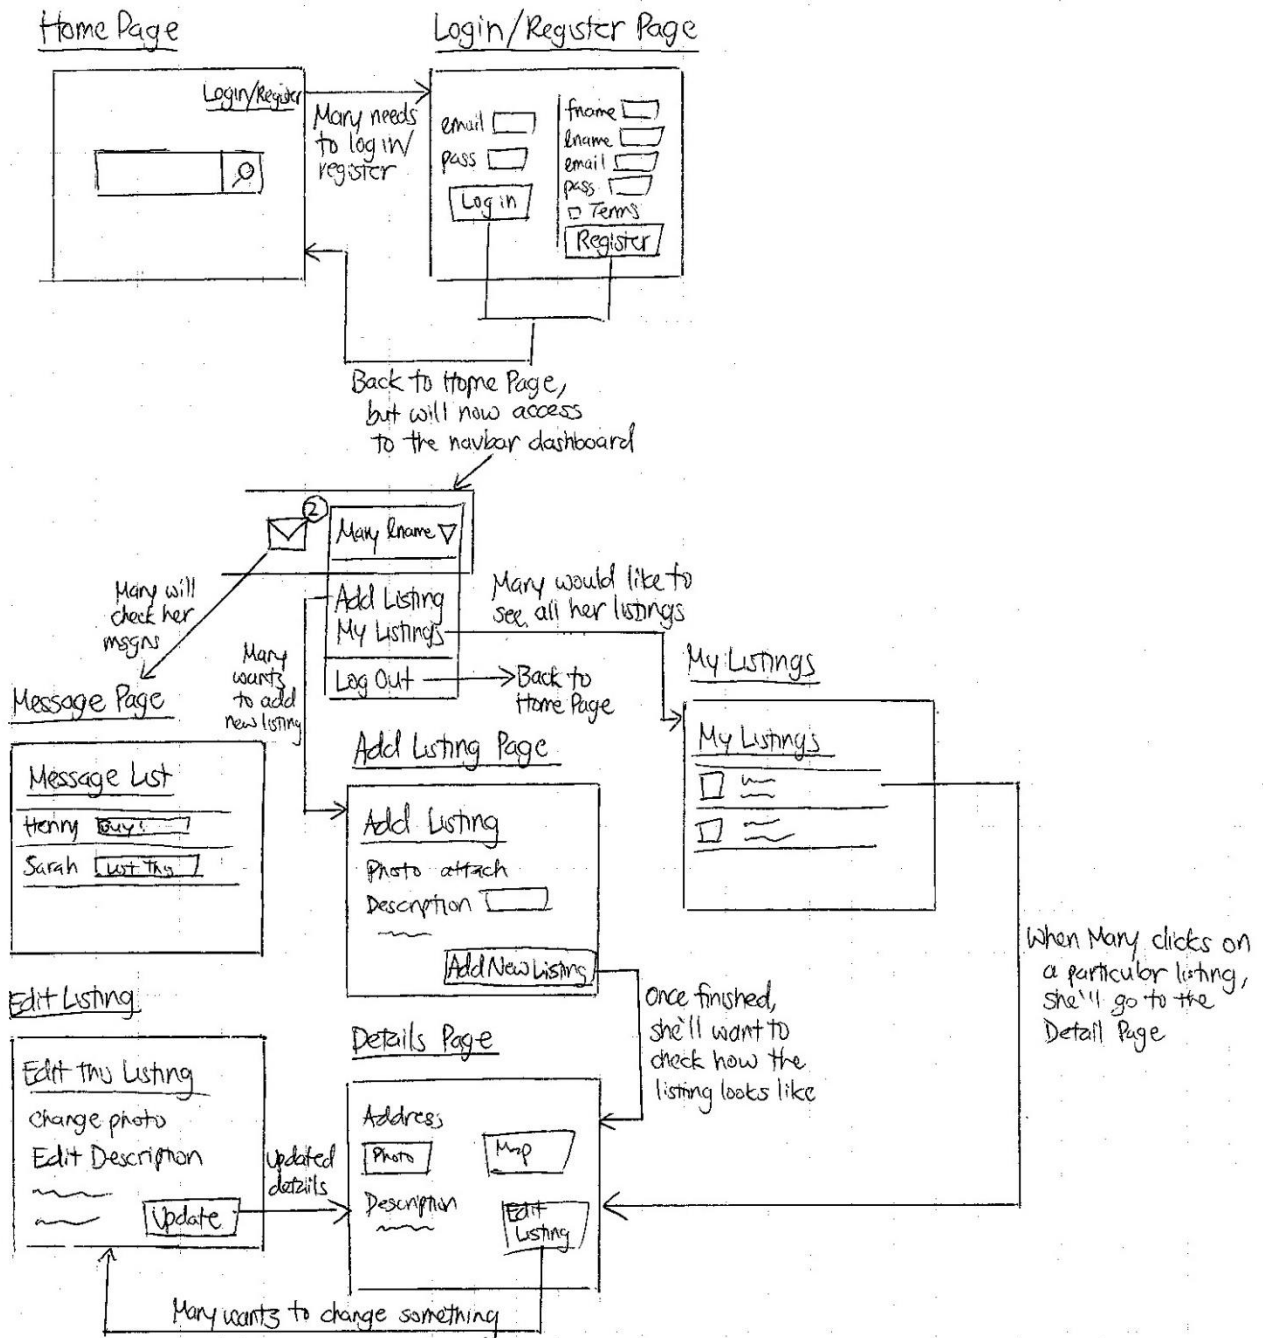 Home Page
Login/Register
Mary needs
to log in/
register
Login/Register Page
email
pass
Log in
fname
lname
email
pass
Terms
Register
Back to Home Page,
but will now access
to the navbar dashboard
2
Mary lname
Add Listing
My Listings
Log Out
Back to
Home Page
Mary will
check her
msgns
Mary
wants
to add
new listing
Mary would like to
see all her listings
Message Page
Message List
Henry Buy!
Sarah
Add Listing Page
Add Listing
Photo attach
Description
Add New Listing
My Listings
My Listings
When Mary clicks on
a particular listing,
she'll go to the
Detail Page
Once finished,
she'll want to
check how the
listing looks like
Edit Listing
Edit this Listing
change photo
Edit Description
Update
updated
details
Details Page
Address
Photo
Map
Description
Edit
Listing
Mary wants to change something